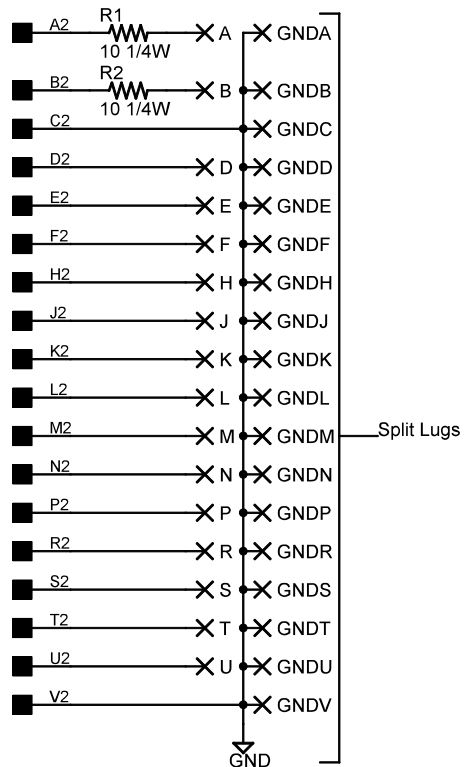 A2 R1 A GNDA
10 1/4W
B2 R2 B GNDB
10 1/4W
C2 GNDC
D2 D GNDD
E2 E GNDE
F2 F GNDF
H2 H GNDH
J2 J GNDJ
K2 K GNDK
L2 L GNDL
M2 M GNDM Split Lugs
N2 N GNDN
P2 P GNDP
R2 R GNDR
S2 S GNDS
T2 T GNDT
U2 U GNDU
V2 GNDV
GND